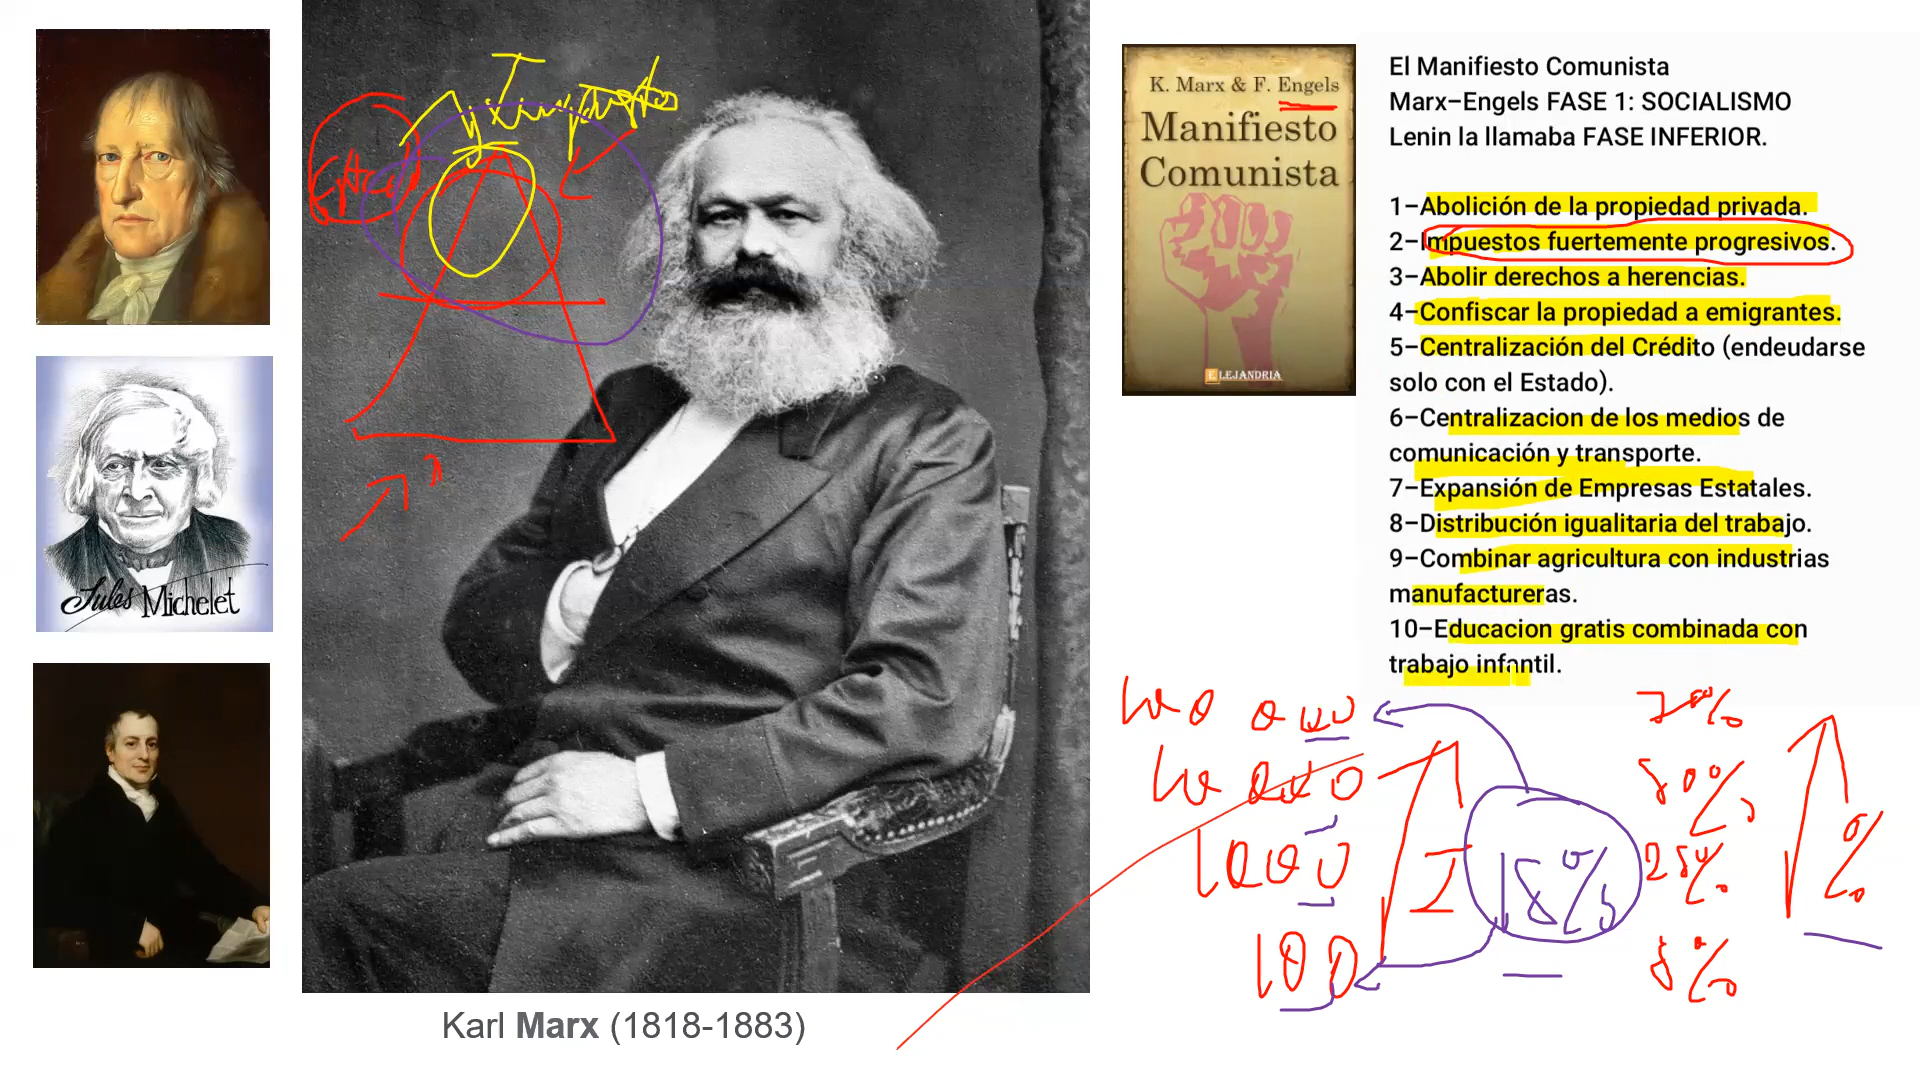 Impuestos
Jules Michelet
K. Marx & F. Engels
Manifiesto
Comunista
ELEJANDRIA
El Manifiesto Comunista
Marx–Engels FASE 1: SOCIALISMO
Lenin la llamaba FASE INFERIOR.
1–Abolición de la propiedad privada.
2–Impuestos fuertemente progresivos.
3–Abolir derechos a herencias.
4–Confiscar la propiedad a emigrantes.
5–Centralización del Crédito (endeudarse
solo con el Estado).
6–Centralizacion de los medios de
comunicación y transporte.
7–Expansión de Empresas Estatales.
8–Distribución igualitaria del trabajo.
9–Combinar agricultura con industrias
manufactureras.
10–Educacion gratis combinada con
trabajo infantil.
1000
100
I
%
Karl Marx (1818-1883)